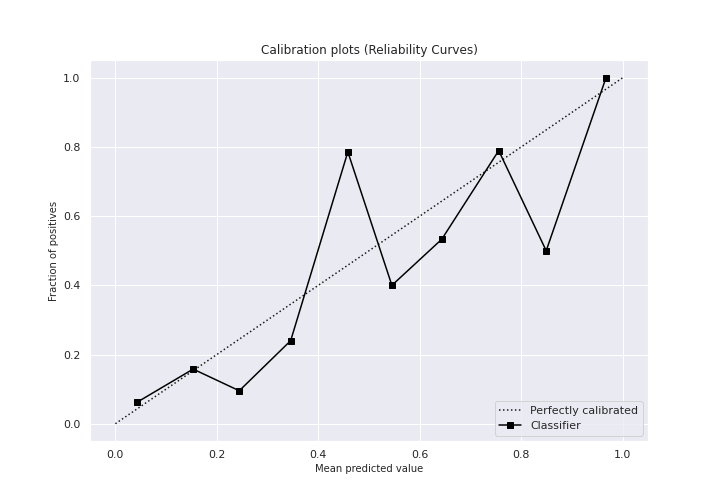 Calibration plots (Reliability Curves)
Fraction of positives
1.0
0.8
0.6
0.4
0.2
0.0
0.0 0.2 0.4 0.6 0.8 1.0
Mean predicted value
Perfectly calibrated
Classifier